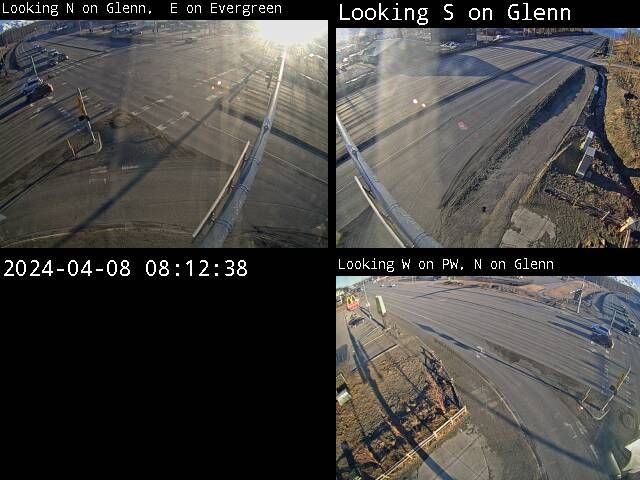 Looking N on Glenn,  E on Evergreen
Looking S on Glenn
2024-04-08 08:12:38
Looking W on PW, N on Glenn